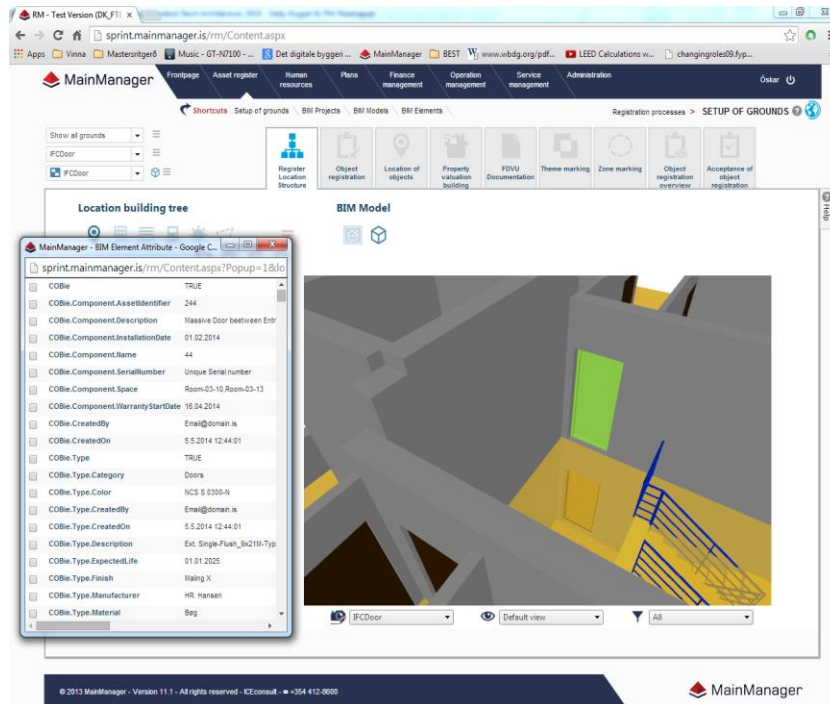 RM - Test Version (DK_FT
sprint.mainmanager.is/rm/Content.aspx
Apps Vinna Mastersritgerð Music - GT-N7100 - ... Det digitale byggeri ... MainManager BEST www.wbdg.org/pdf... LEED Calculations w... changingroles09.fyp...
MainManager
Frontpage Asset register Human resources Plans Finance management Operation management Service management Administration
Óskar
Shortcuts Setup of grounds BIM Projects BIM Models BIM Elements
Registration processes > SETUP OF GROUNDS
Show all grounds
IFCDoor
IFCDoor
Register Location Structure
Object registration
Location of objects
Property valuation building
FDVU Documentation
Theme marking
Zone marking
Object registration overview
Acceptance of object registration
Help
Location building tree
BIM Model
MainManager - BIM Element Attribute - Google C...
sprint.mainmanager.is/rm/Content.aspx?Popup=1&lo
COBie TRUE
COBie.Component.AssetIdentifier 244
COBie.Component.Description Massive Door beetween Entr
COBie.Component.InstallationDate 01.02.2014
COBie.Component.Name 44
COBie.Component.SerialNumber Unique Serial number
COBie.Component.Space Room-03-10,Room-03-13
COBie.Component.WarrantyStartDate 16.04.2014
COBie.CreatedBy Email@domain.is
COBie.CreatedOn 5.5.2014 12:44:01
COBie.Type TRUE
COBie.Type.Category Doors
COBie.Type.Color NCS S 0300-N
COBie.Type.CreatedBy Email@domain.is
COBie.Type.CreatedOn 5.5.2014 12:44:01
COBie.Type.Description Ext. Single-Flush_9x21M-Typ
COBie.Type.ExpectedLife 01.01.2025
COBie.Type.Finish Maling X
COBie.Type.Manufacturer HR. Hansen
COBie.Type.Material Bøg
IFCDoor
Default view
All
© 2013 MainManager - Version 11.1 - All rights reserved - ICEconsult - ☎ +354 412-8600
MainManager